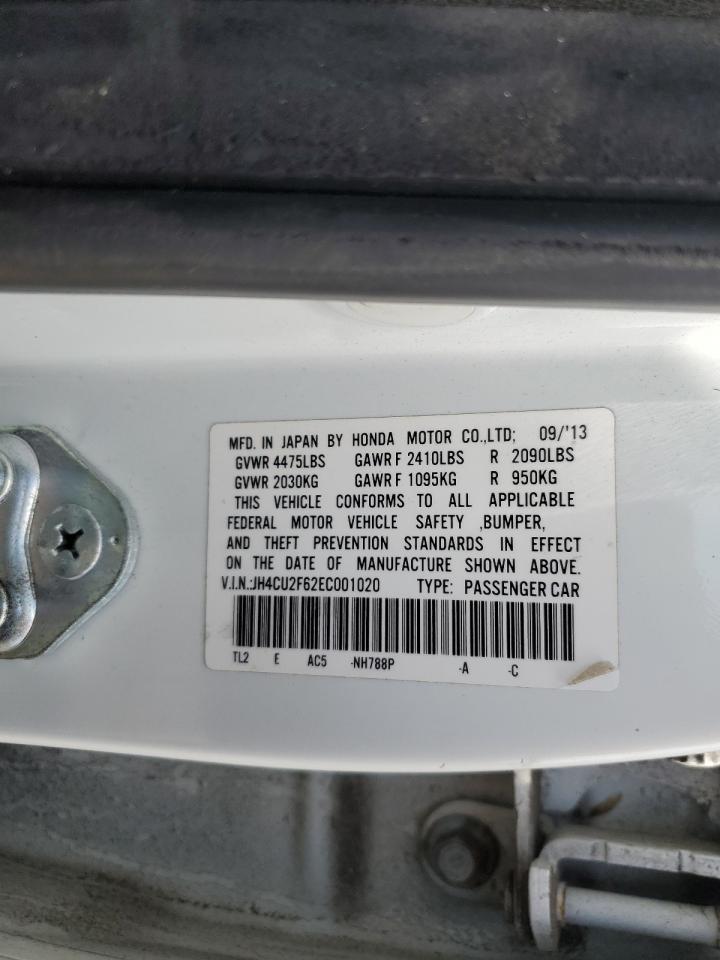 MFD. IN JAPAN BY HONDA MOTOR CO.,LTD; 09/'13
GVWR 4475LBS GAWR F 2410LBS R 2090LBS
GVWR 2030KG GAWR F 1095KG R 950KG
THIS VEHICLE CONFORMS TO ALL APPLICABLE
FEDERAL MOTOR VEHICLE SAFETY ,BUMPER,
AND THEFT PREVENTION STANDARDS IN EFFECT
ON THE DATE OF MANUFACTURE SHOWN ABOVE.
V.I.N.:JH4CU2F62EC001020 TYPE: PASSENGER CAR
TL2 E AC5 -NH788P -A -C